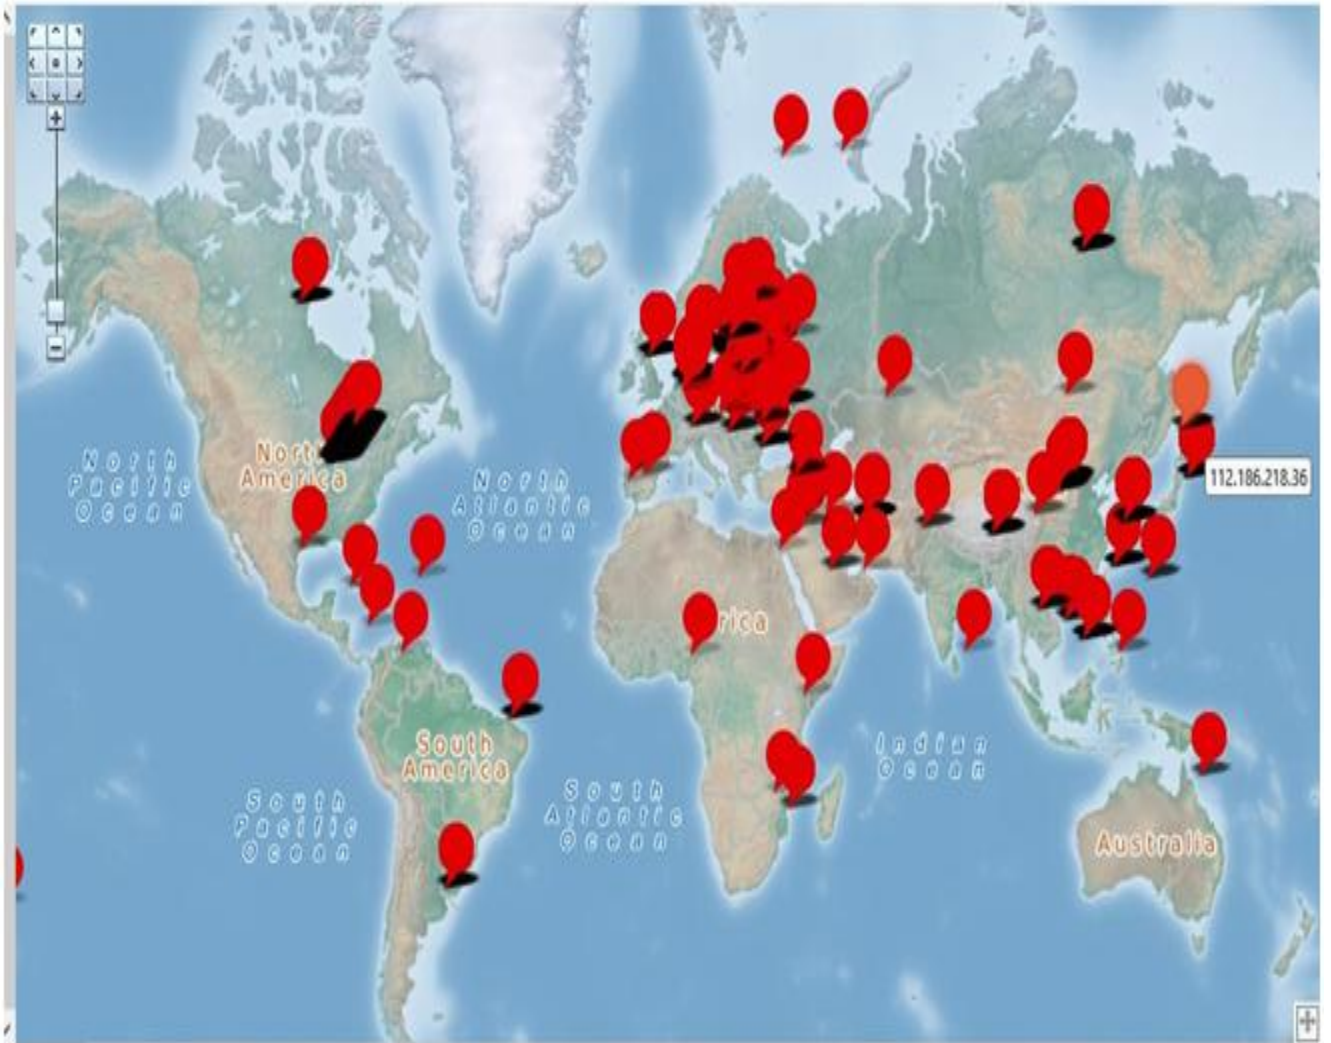 North
Pacific
Ocean
North
America
North
Atlantic
Ocean
112.186.218.36
rica
South
America
South
Pacific
Ocean
South
Atlantic
Ocean
Indian
Ocean
Australia